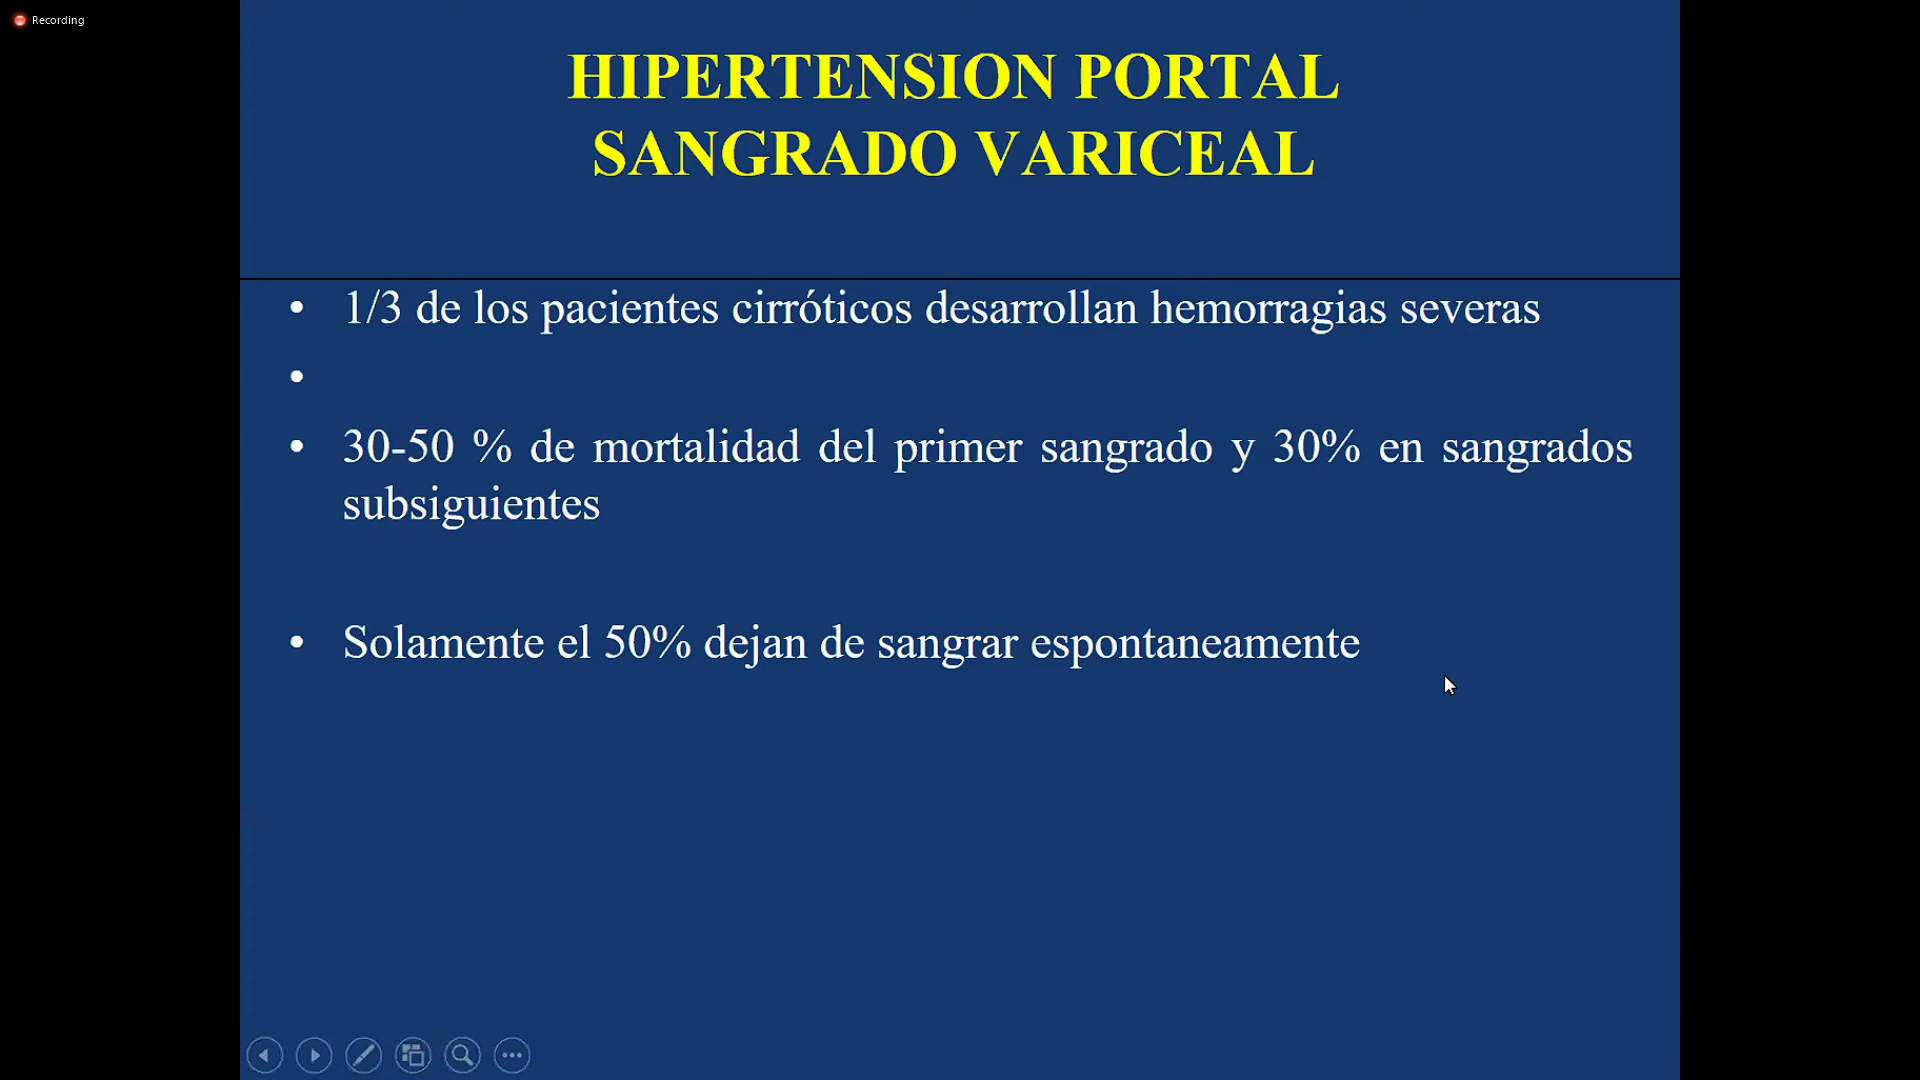 Recording
HIPERTENSION PORTAL
SANGRADO VARICEAL
• 1/3 de los pacientes cirróticos desarrollan hemorragias severas
•
• 30-50 % de mortalidad del primer sangrado y 30% en sangrados
subsiguientes
• Solamente el 50% dejan de sangrar espontaneamente